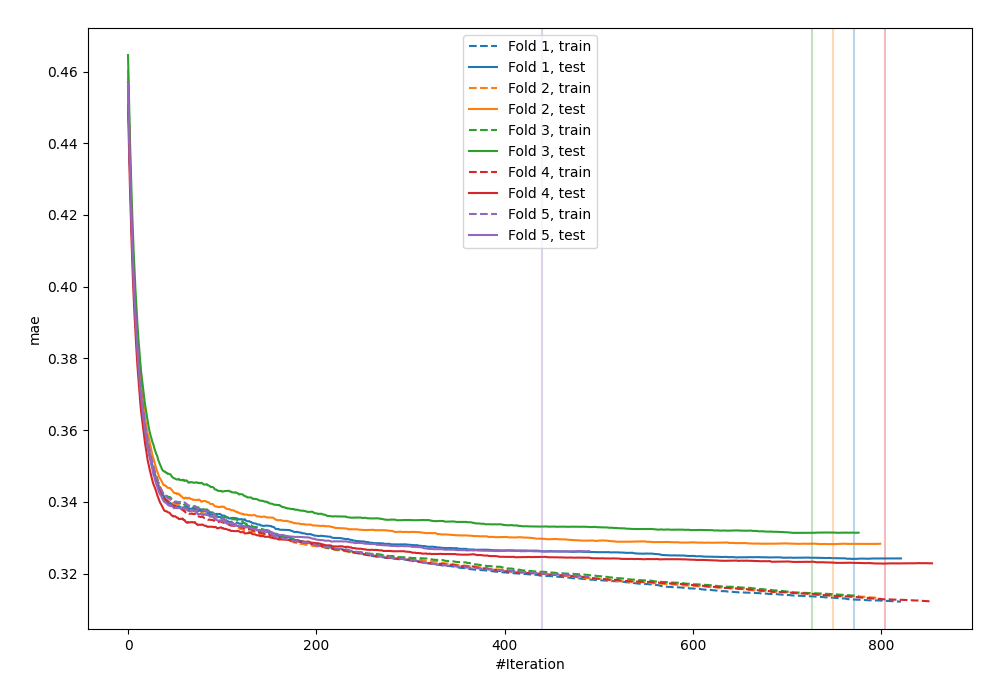 Fold 1, train
Fold 1, test
Fold 2, train
Fold 2, test
Fold 3, train
Fold 3, test
Fold 4, train
Fold 4, test
Fold 5, train
Fold 5, test
0.46
0.44
0.42
0.40
0.38
0.36
0.34
0.32
mae
0
200
400
600
800
#Iteration